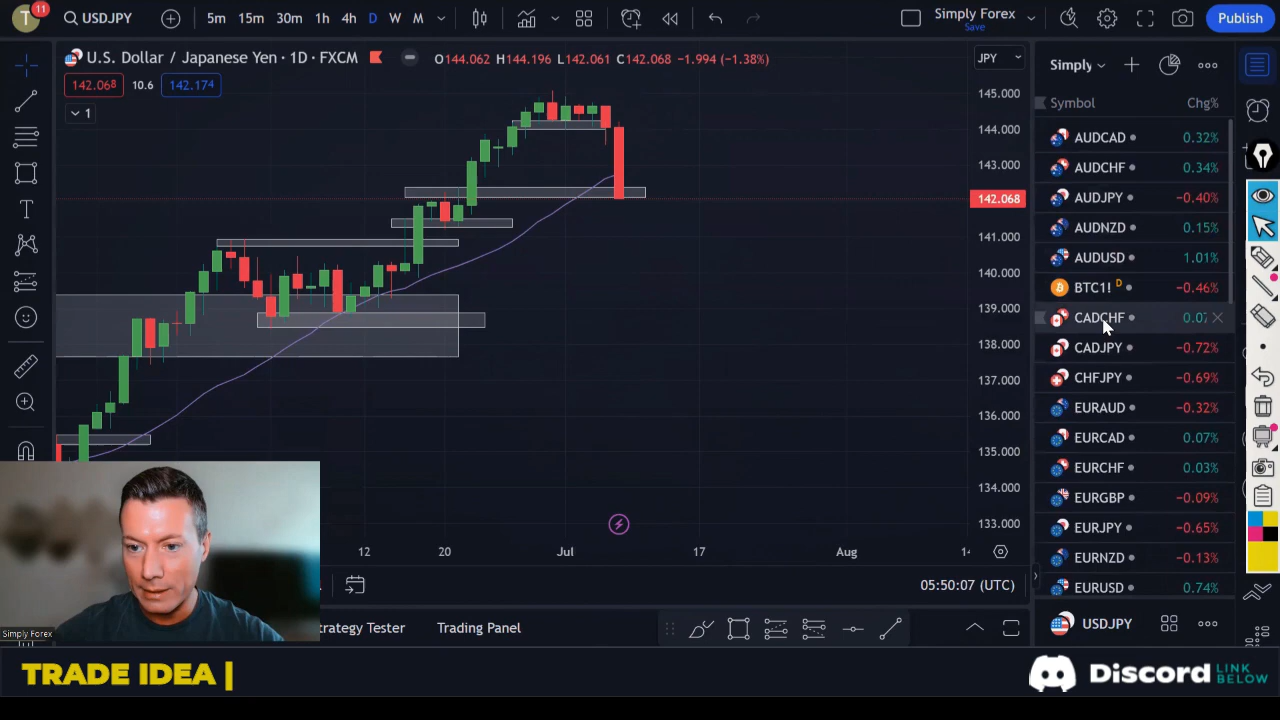 T
11
USDJPY
5m 15m 30m 1h 4h D W M
Simply Forex
Save
Publish
U.S. Dollar / Japanese Yen · 1D · FXCM
O144.062 H144.196 L142.061 C142.068 −1.994 (−1.38%)
JPY
142.068 10.6 142.174
1
145.000
144.000
143.000
142.068
141.000
140.000
139.000
138.000
137.000
136.000
135.000
134.000
133.000
12 20 Jul 17 Aug
05:50:07 (UTC)
trategy Tester Trading Panel
Simply
Symbol Chg%
AUDCAD 0.32%
AUDCHF 0.34%
AUDJPY −0.40%
AUDNZD 0.15%
AUDUSD 1.01%
BTC1! D −0.46%
CADCHF 0.07
CADJPY −0.72%
CHFJPY −0.69%
EURAUD −0.32%
EURCAD 0.07%
EURCHF 0.03%
EURGBP −0.09%
EURJPY −0.65%
EURNZD −0.13%
EURUSD 0.74%
USDJPY
Simply Forex
TRADE IDEA |
Discord LINK BELOW